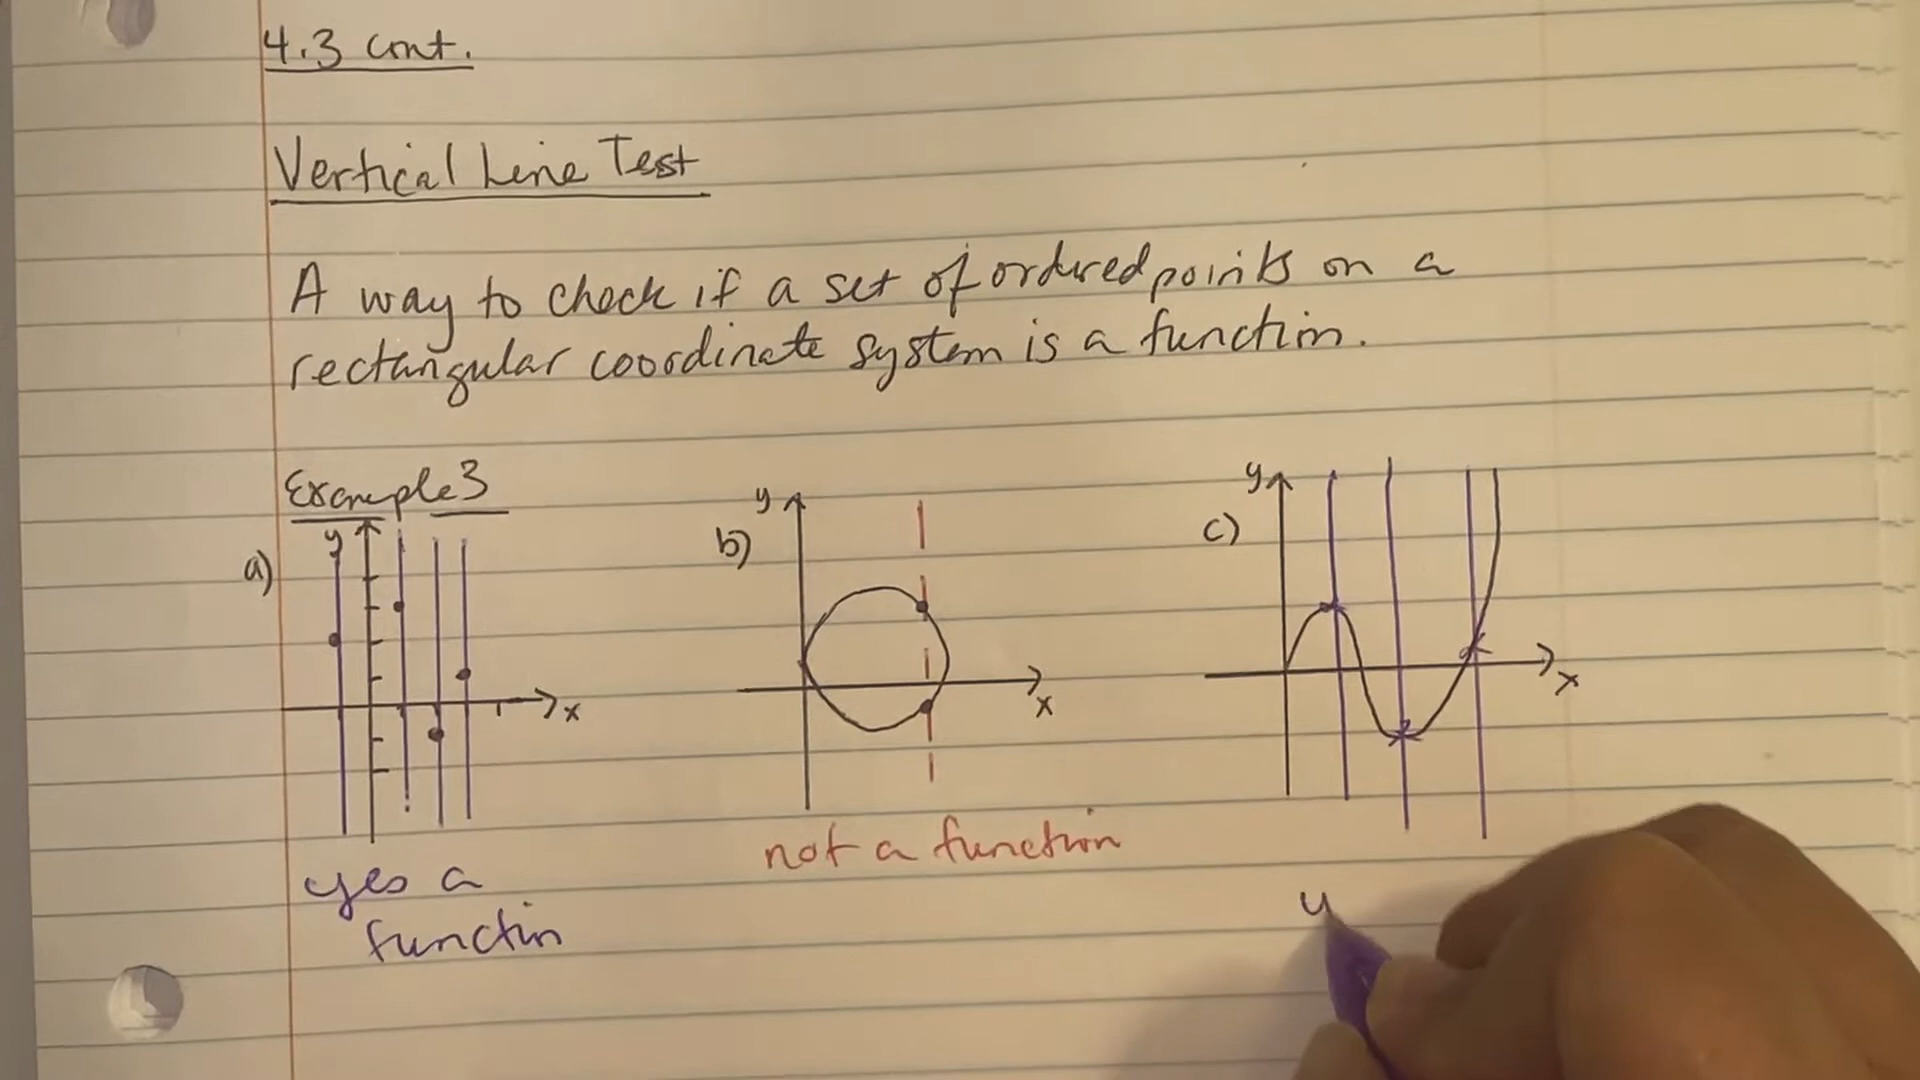 4.3 cont.
Vertical Line Test
A way to check if a set of ordered points on a
rectangular coordinate system is a function.
Example 3
a)
y
x
b)
y
x
c)
y
x
yes a
function
not a function
y